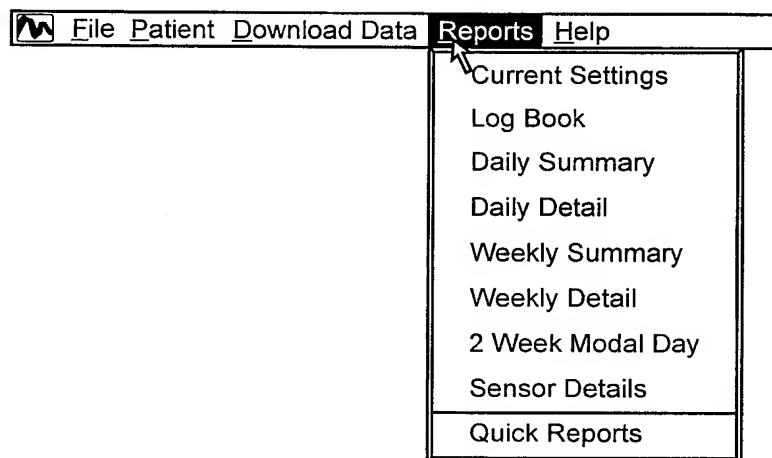 File Patient Download Data Reports Help
Current Settings
Log Book
Daily Summary
Daily Detail
Weekly Summary
Weekly Detail
2 Week Modal Day
Sensor Details
Quick Reports